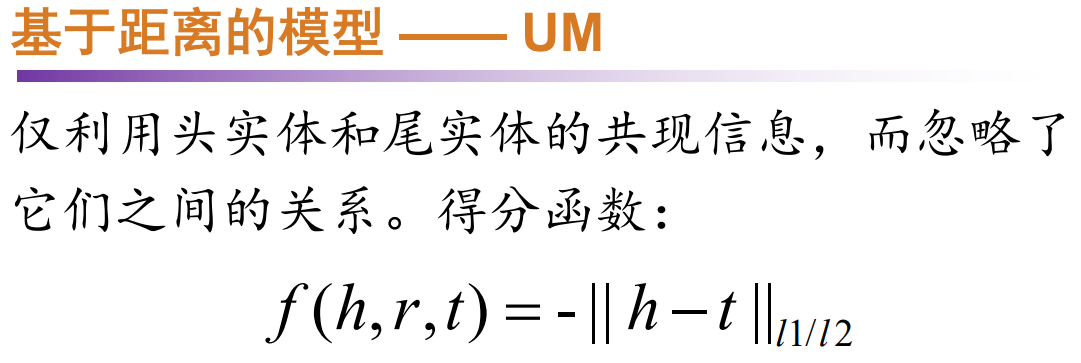 基于距离的模型 —— UM
仅利用头实体和尾实体的共现信息，而忽略了
它们之间的关系。得分函数：
f(h,r,t) = -|| h − t ||l1/l2